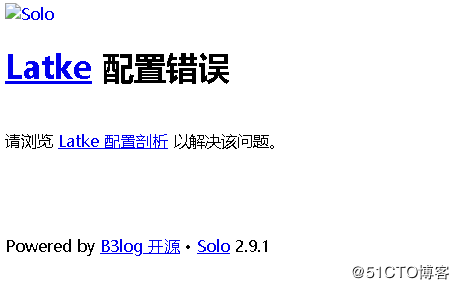 Solo
Latke 配置错误
请浏览 Latke 配置剖析 以解决该问题。
Powered by B3log 开源 • Solo 2.9.1
@51CTO博客